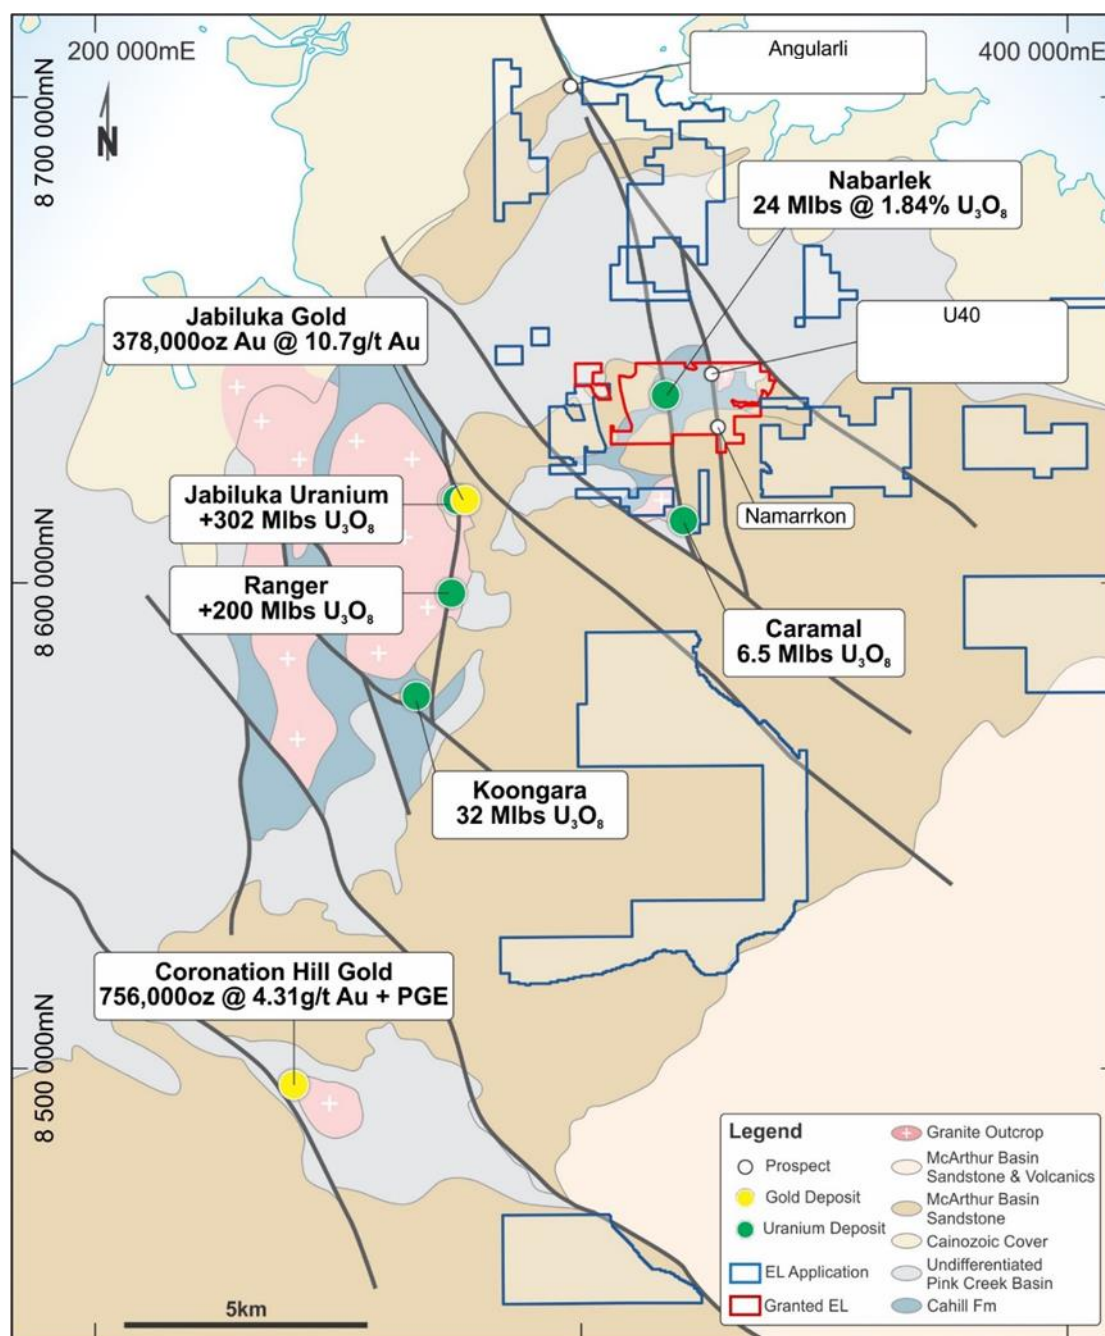 200 000mE
400 000mE
8 700 000mN
8 600 000mN
8 500 000mN
N
Angularli
Nabarlek
24 Mlbs @ 1.84% U₃O₈
Jabiluka Gold
378,000oz Au @ 10.7g/t Au
U40
Jabiluka Uranium
+302 Mlbs U₃O₈
Namarrkon
Ranger
+200 Mlbs U₃O₈
Caramal
6.5 Mlbs U₃O₈
Koongara
32 Mlbs U₃O₈
Coronation Hill Gold
756,000oz @ 4.31g/t Au + PGE
5km
Legend
Prospect
Gold Deposit
Uranium Deposit
EL Application
Granted EL
Granite Outcrop
McArthur Basin
Sandstone & Volcanics
McArthur Basin
Sandstone
Cainozoic Cover
Undifferentiated
Pink Creek Basin
Cahill Fm